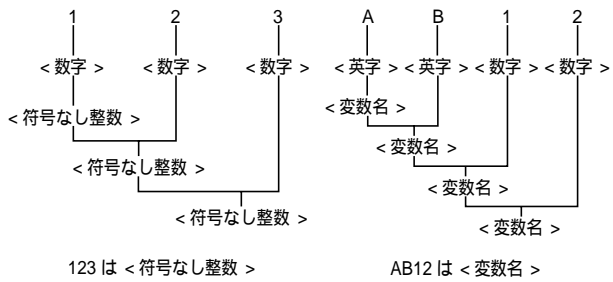 1 2 3 A B 1 2
<数字> <数字> <数字> <英字> <英字> <数字> <数字>
<変数名>
<符号なし整数>
<変数名>
<符号なし整数>
<変数名>
<符号なし整数>
<変数名>
123 は <符号なし整数> AB12 は <変数名>